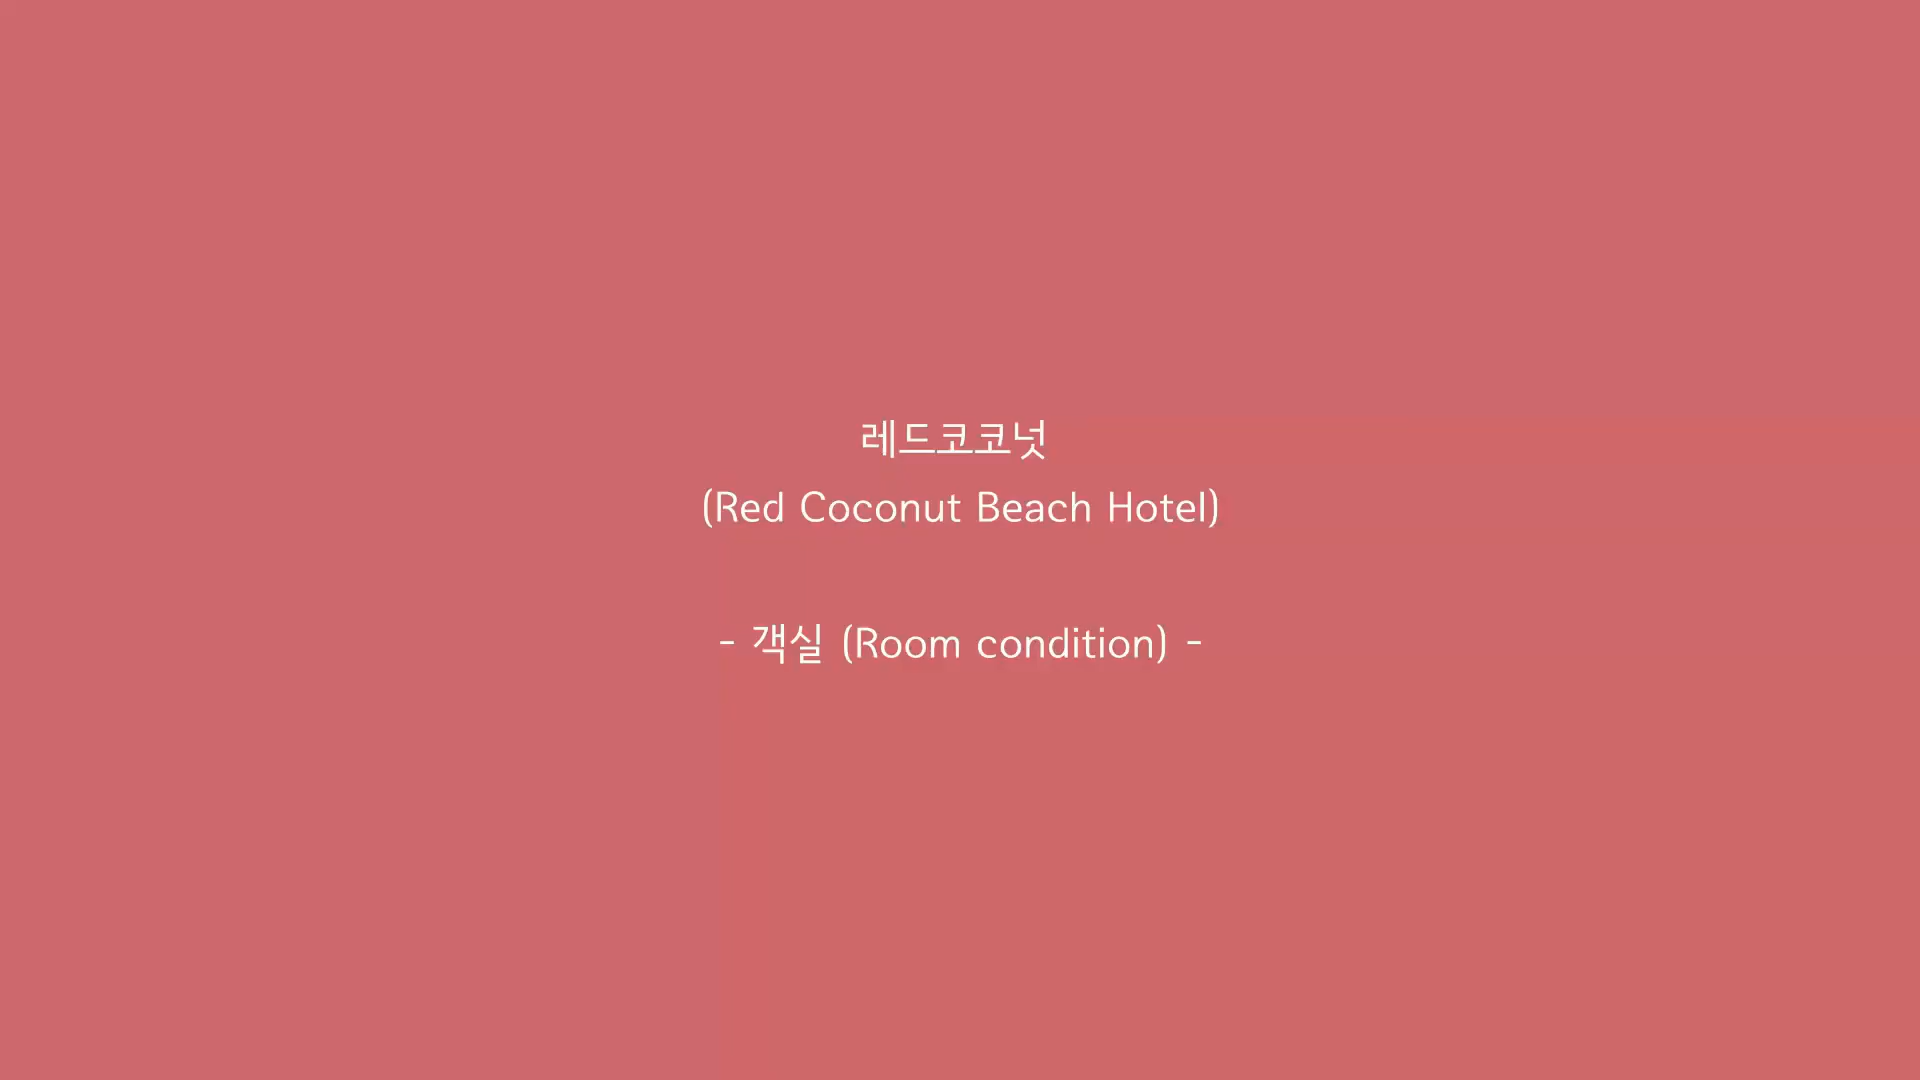 레드코코넛
(Red Coconut Beach Hotel)
- 객실 (Room condition) -